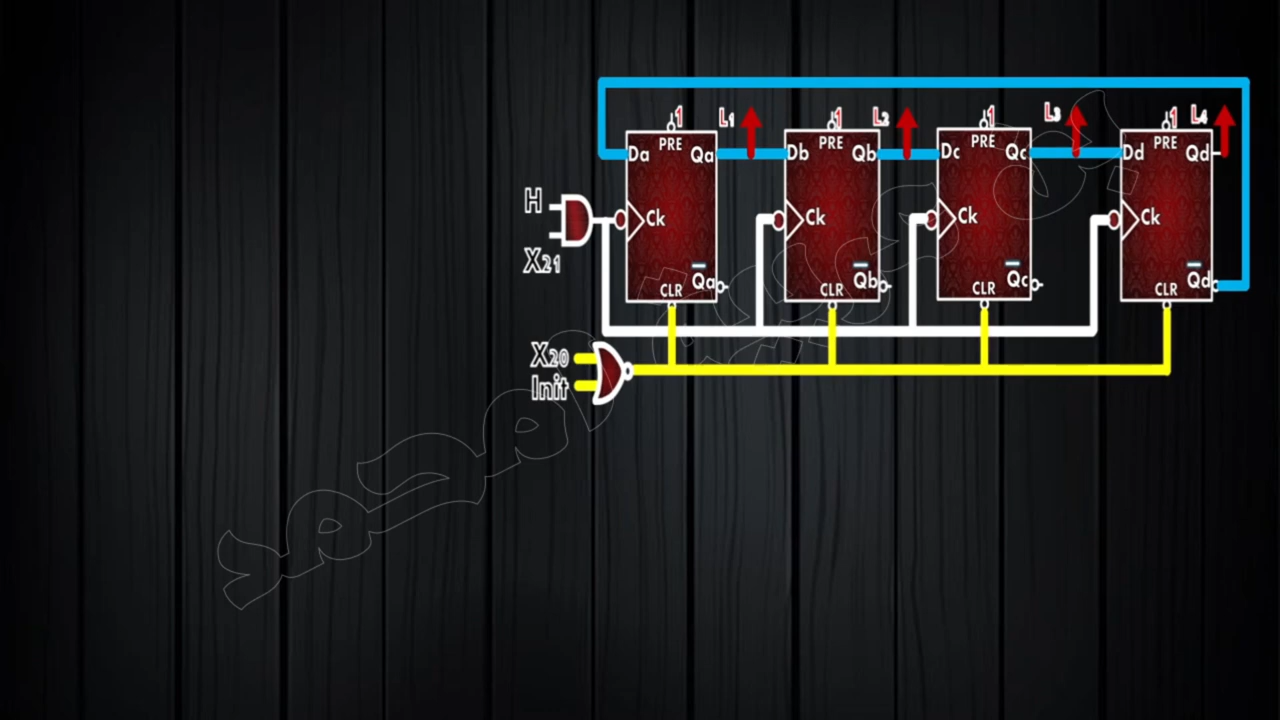 1 L1 1 L2 1 L3 1 L4
PRE PRE PRE PRE
Da Qa Db Qb Dc Qc Dd Qd
H
Ck Ck Ck Ck
X21
Qa Qb Qc Qd
CLR CLR CLR CLR
X20
Init